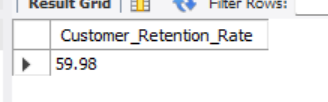 Result Grid Filter Rows:
Customer_Retention_Rate
59.98